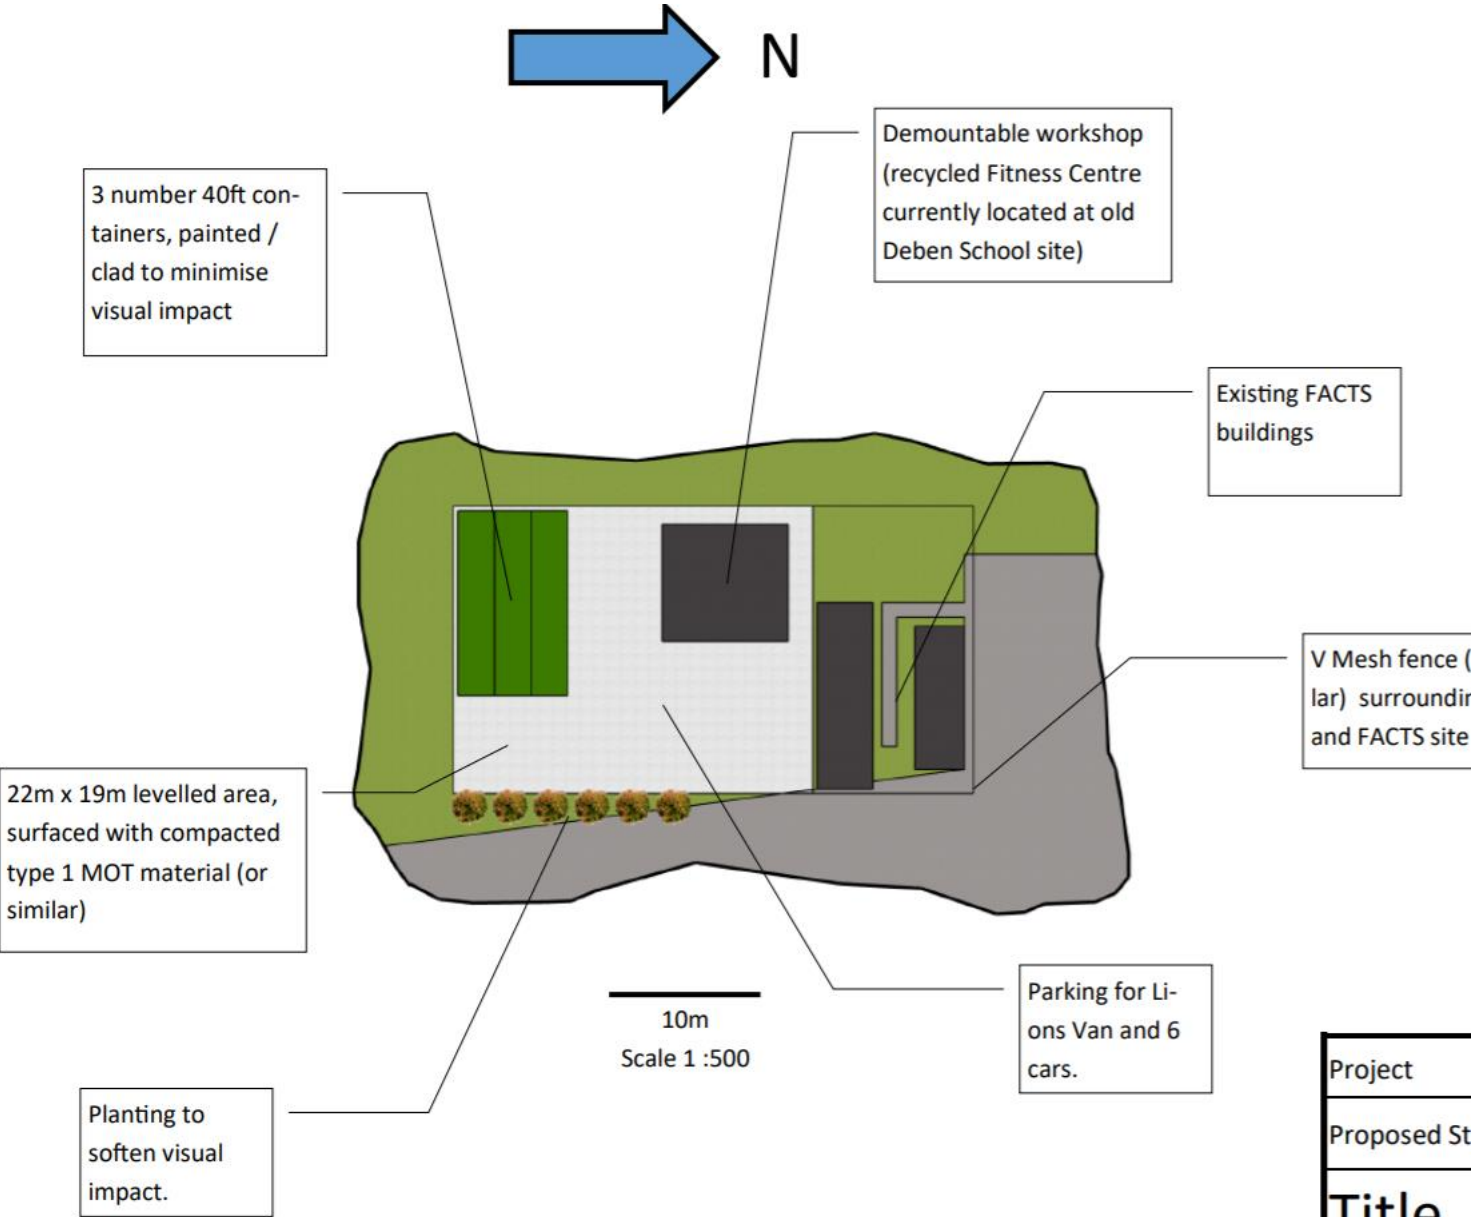 N
Demountable workshop
(recycled Fitness Centre
currently located at old
Deben School site)
3 number 40ft con-
tainers, painted /
clad to minimise
visual impact
Existing FACTS
buildings
V Mesh fence (
lar) surroundin
and FACTS site
22m x 19m levelled area,
surfaced with compacted
type 1 MOT material (or
similar)
10m
Scale 1 :500
Parking for Li-
ons Van and 6
cars.
Planting to
soften visual
impact.
Project
Proposed St
Title